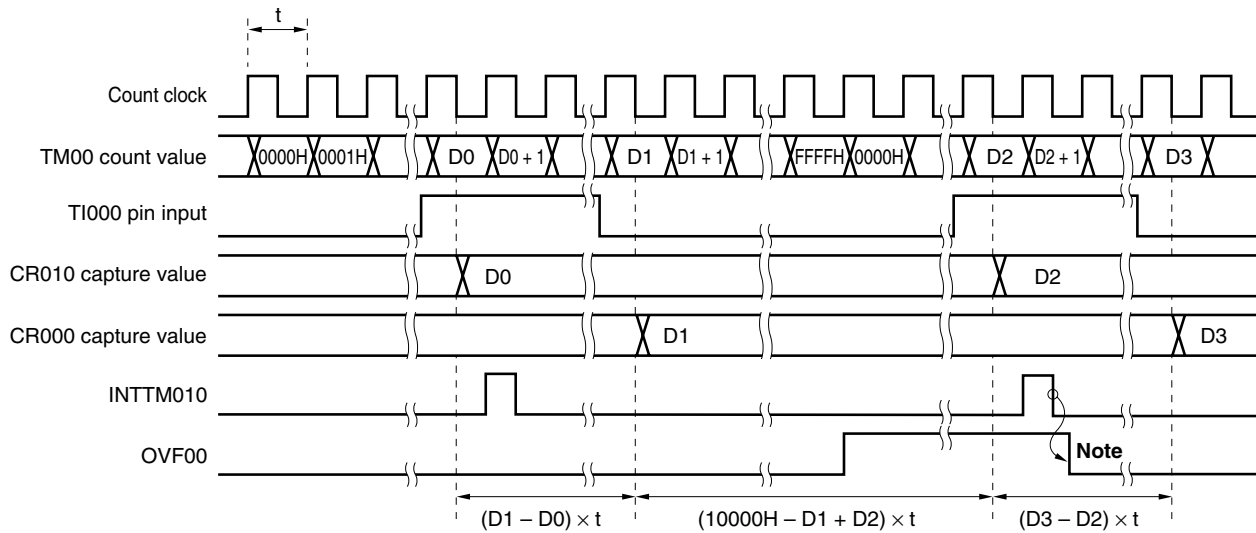 t
Count clock
TM00 count value
0000H 0001H D0 D0 + 1 D1 D1 + 1 FFFFH 0000H D2 D2 + 1 D3
TI000 pin input
CR010 capture value
D0 D2
CR000 capture value
D1 D3
INTTM010
OVF00
Note
(D1 – D0) × t (10000H – D1 + D2) × t (D3 – D2) × t